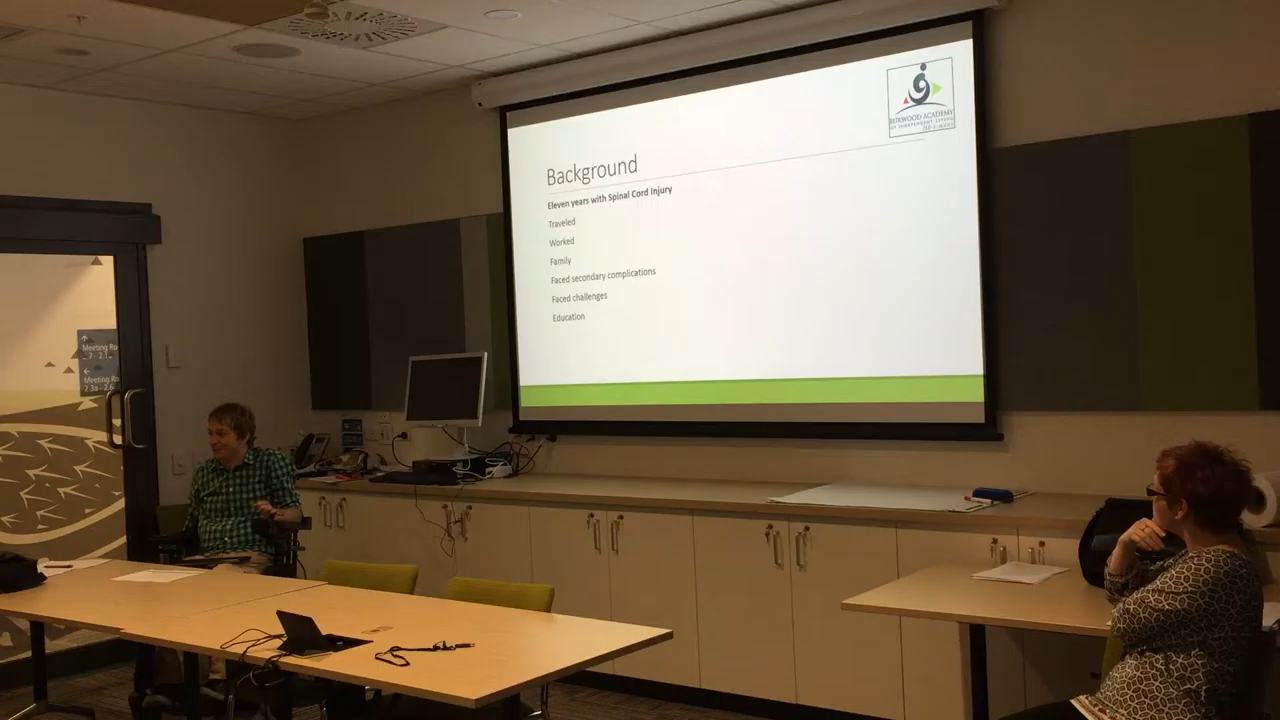 BURWOOD ACADEMY
OF INDEPENDENT LIVING
Background
Eleven years with Spinal Cord Injury
Traveled
Worked
Family
Faced secondary complications
Faced challenges
Education
Meeting Ro
Meeting Ro